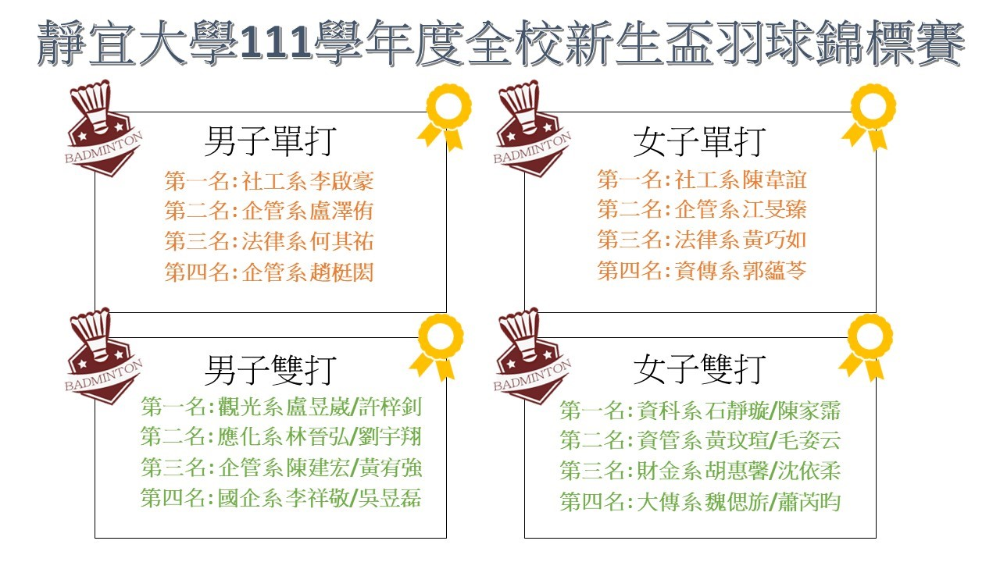 靜宜大學111學年度全校新生盃羽球錦標賽
BADMINTON
男子單打
第一名:社工系李啟豪
第二名:企管系盧澤侑
第三名:法律系何其祐
第四名:企管系趙梃閎
BADMINTON
女子單打
第一名:社工系陳韋誼
第二名:企管系江旻臻
第三名:法律系黃巧如
第四名:資傳系郭蘊苓
BADMINTON
男子雙打
第一名:觀光系盧昱崴/許梓釗
第二名:應化系林晉弘/劉宇翔
第三名:企管系陳建宏/黃宥強
第四名:國企系李祥敬/吳昱磊
BADMINTON
女子雙打
第一名:資科系石靜璇/陳家霈
第二名:資管系黃玟瑄/毛姿云
第三名:財金系胡惠馨/沈依柔
第四名:大傳系魏偲旂/蕭芮昀